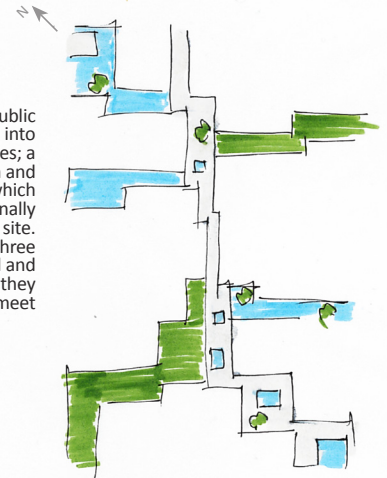 N
ublic
into
es; a
and
which
nally
site.
hree
and
they
meet